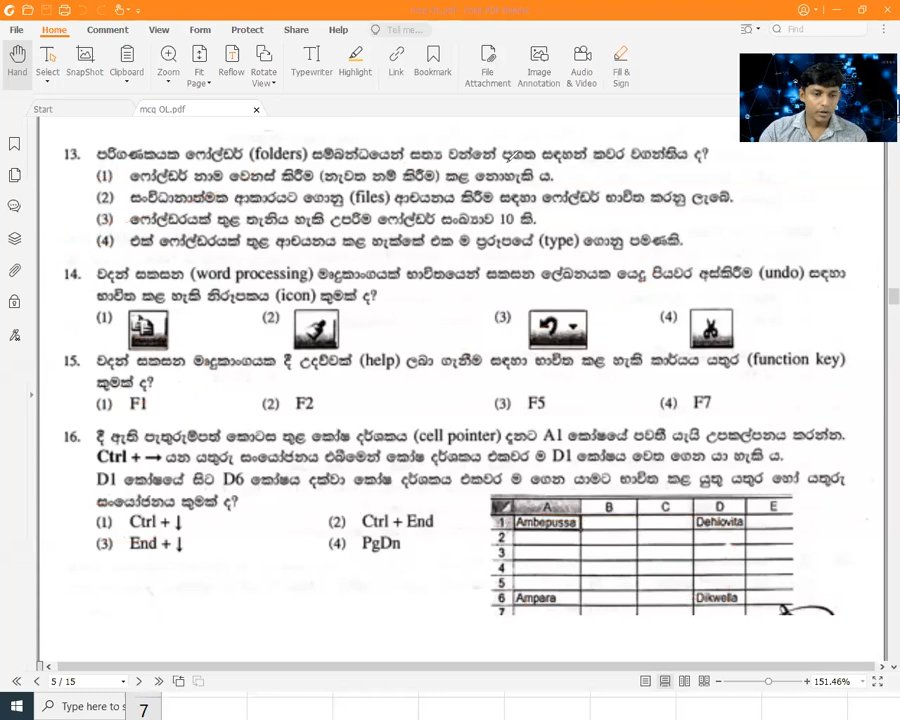 File Home Comment View Form Protect Share Help Tell me... Find
Hand Select SnapShot Clipboard Zoom Fit Page Reflow Rotate View Typewriter Highlight Link Bookmark File Attachment Image Annotation Audio & Video Fill & Sign
Start mcq OL.pdf
13. පරිගණකයක ෆෝල්ඩර් (folders) සම්බන්ධයෙන් සත්‍ය වන්නේ පහත සඳහන් කවර වගන්තිය ද?
(1) ෆෝල්ඩර් නාම වෙනස් කිරීම (නැවත නම් කිරීම) කළ නොහැකි ය.
(2) සංවිධානාත්මක ආකාරයට ගොනු (files) ආචයනය කිරීම සඳහා ෆෝල්ඩර් භාවිත කරනු ලැබේ.
(3) ෆෝල්ඩරයක් තුළ තැනිය හැකි උපරිම ෆෝල්ඩර් සංඛ්‍යාව 10 කි.
(4) එක් ෆෝල්ඩරයක් තුළ ආචයනය කළ හැක්කේ එක ම ප්‍රරූපයේ (type) ගොනු පමණකි.
14. වදන් සකසන (word processing) මෘදුකාංගයක් භාවිතයෙන් සකසන ලේඛනයක යෙදූ පියවර අස්කිරීම (undo) සඳහා
භාවිත කළ හැකි නිරූපකය (icon) කුමක් ද?
(1) (2) (3) (4)
15. වදන් සකසන මෘදුකාංගයක දී උදව්වක් (help) ලබා ගැනීම සඳහා භාවිත කළ හැකි කාර්යය යතුර (function key)
කුමක් ද?
(1) F1 (2) F2 (3) F5 (4) F7
16. දී ඇති පැතුරුම්පත් කොටස තුළ කෝෂ දර්ශකය (cell pointer) දැනට A1 කෝෂයේ පවතී යැයි උපකල්පනය කරන්න.
Ctrl + → යන යතුරු සංයෝජනය එබීමෙන් කෝෂ දර්ශකය එකවර ම D1 කෝෂය වෙත ගෙන යා හැකි ය.
D1 කෝෂයේ සිට D6 කෝෂය දක්වා කෝෂ දර්ශකය එකවර ම ගෙන යාමට භාවිත කළ යුතු යතුර හෝ යතුරු
සංයෝජනය කුමක් ද?
(1) Ctrl + ↓ (2) Ctrl + End
(3) End + ↓ (4) PgDn
A B C D E
1 Ambepussa Dehiovita
2
3
4
5
6 Ampara Dikwella
7
5 / 15 151.46%
Type here to s 7